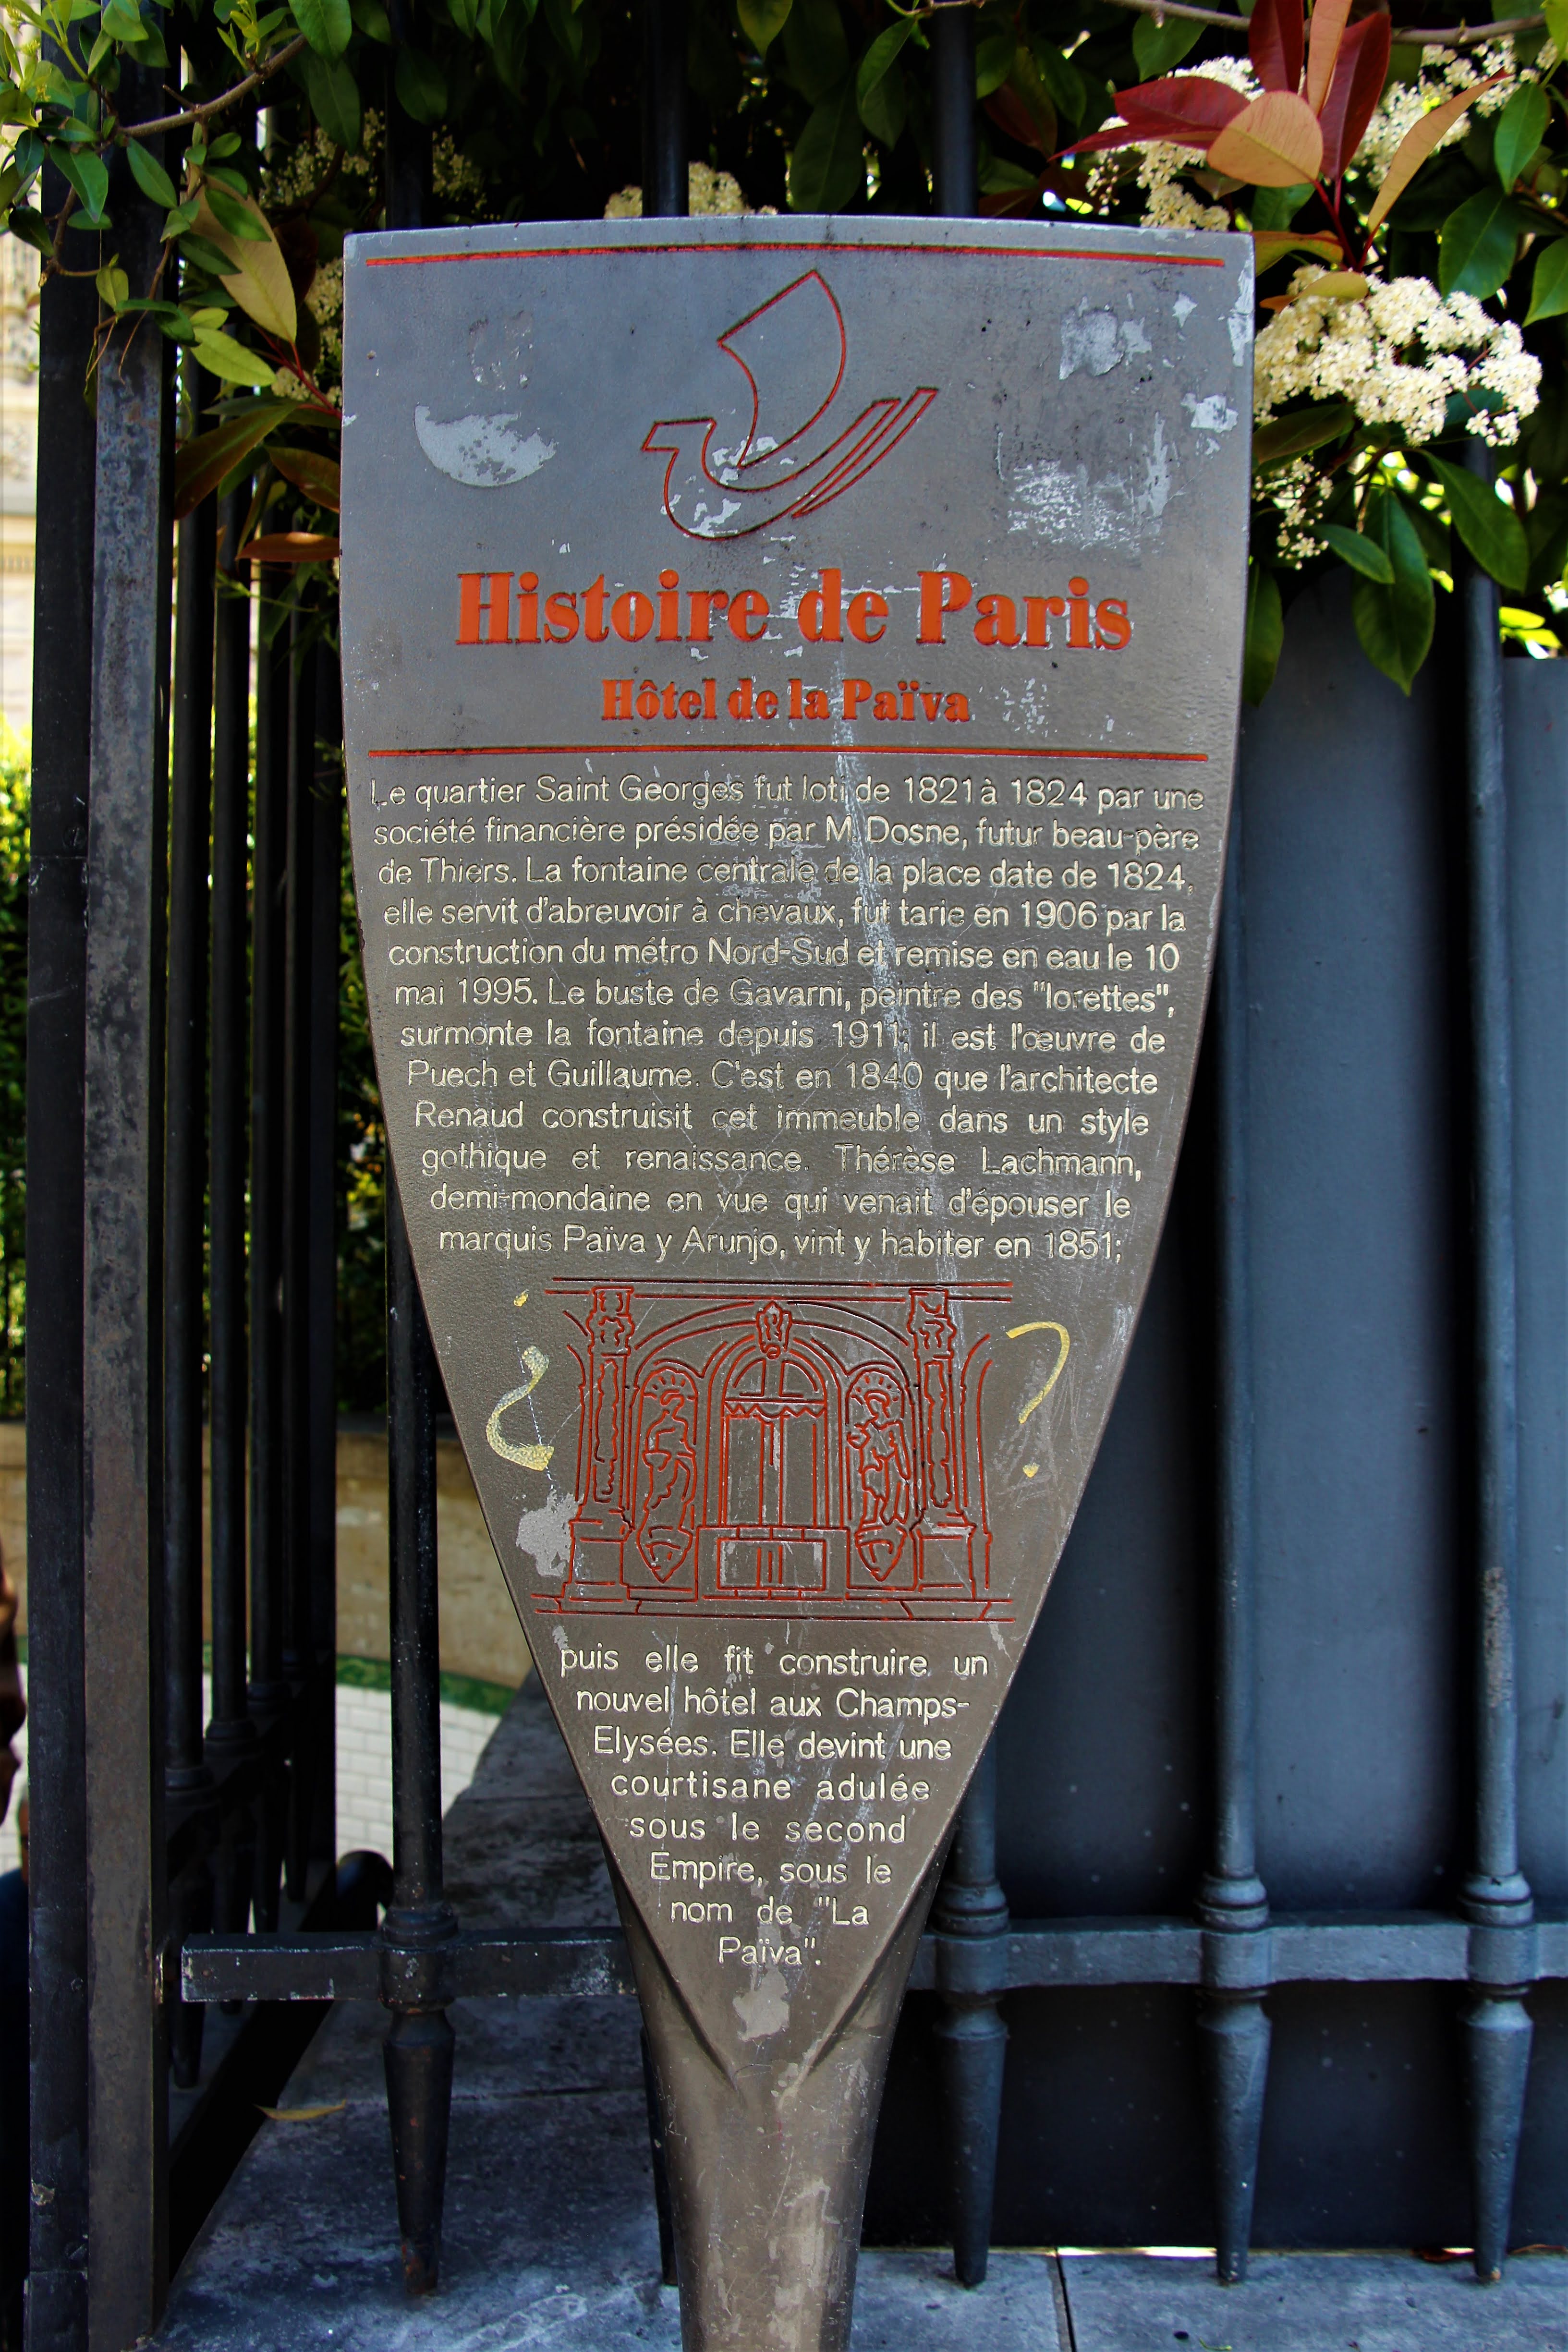 Histoire de Paris
Hôtel de la Païva
Le quartier Saint Georges fut loti de 1821 à 1824 par une
société financière présidée par M Dosne, futur beau-père
de Thiers. La fontaine centrale de la place date de 1824,
elle servit d'abreuvoir à chevaux, fut tarie en 1906 par la
construction du métro Nord-Sud et remise en eau le 10
mai 1995. Le buste de Gavarni, peintre des "lorettes",
surmonte la fontaine depuis 1911; il est l'œuvre de
Puech et Guillaume. C'est en 1840 que l'architecte
Renaud construisit cet immeuble dans un style
gothique et renaissance. Thérèse Lachmann,
demi-mondaine en vue qui venait d'épouser le
marquis Païva y Arunjo, vint y habiter en 1851;
¿ ?
puis elle fit construire un
nouvel hôtel aux Champs-
Elysées. Elle devint une
courtisane adulée
sous le second
Empire, sous le
nom de "La
Païva".